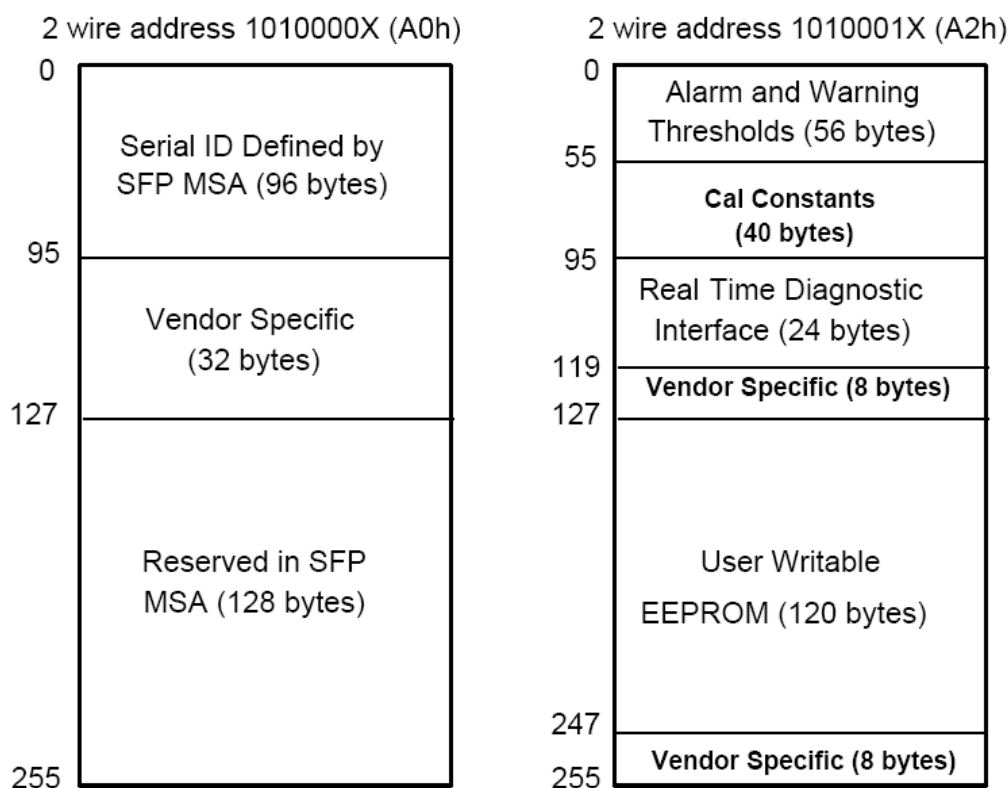 2 wire address 1010000X (A0h)
0
Serial ID Defined by
SFP MSA (96 bytes)
95
Vendor Specific
(32 bytes)
127
Reserved in SFP
MSA (128 bytes)
255
2 wire address 1010001X (A2h)
0
Alarm and Warning
Thresholds (56 bytes)
55
Cal Constants
(40 bytes)
95
Real Time Diagnostic
Interface (24 bytes)
119
Vendor Specific (8 bytes)
127
User Writable
EEPROM (120 bytes)
247
Vendor Specific (8 bytes)
255